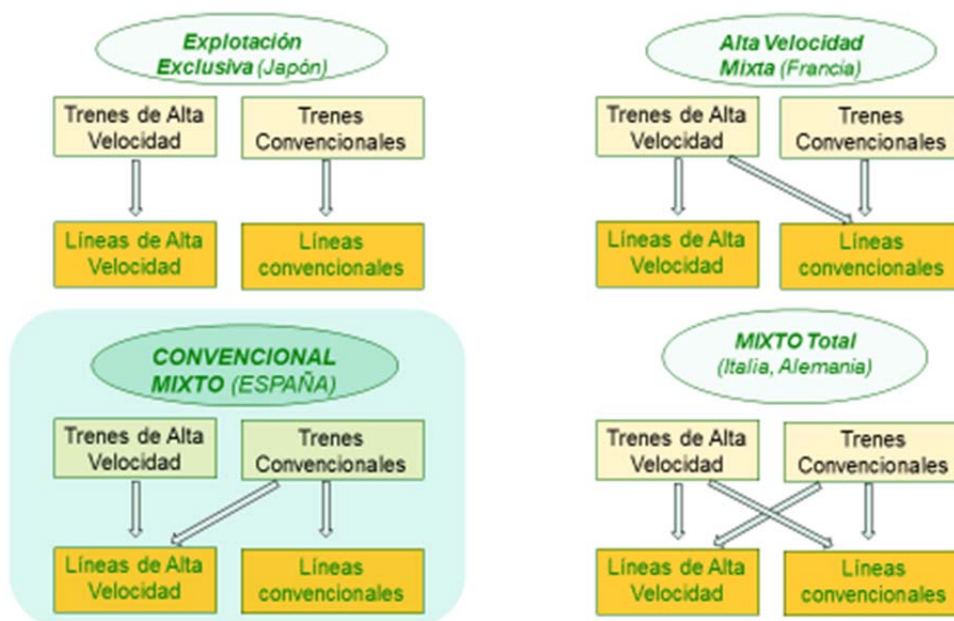 Explotación
Exclusiva (Japón)
Trenes de Alta
Velocidad
Trenes
Convencionales
Líneas de Alta
Velocidad
Líneas
convencionales
Alta Velocidad
Mixta (Francia)
Trenes de Alta
Velocidad
Trenes
Convencionales
Líneas de Alta
Velocidad
Líneas
convencionales
CONVENCIONAL
MIXTO (ESPAÑA)
Trenes de Alta
Velocidad
Trenes
Convencionales
Líneas de Alta
Velocidad
Líneas
convencionales
MIXTO Total
(Italia, Alemania)
Trenes de Alta
Velocidad
Trenes
Convencionales
Líneas de Alta
Velocidad
Líneas
convencionales